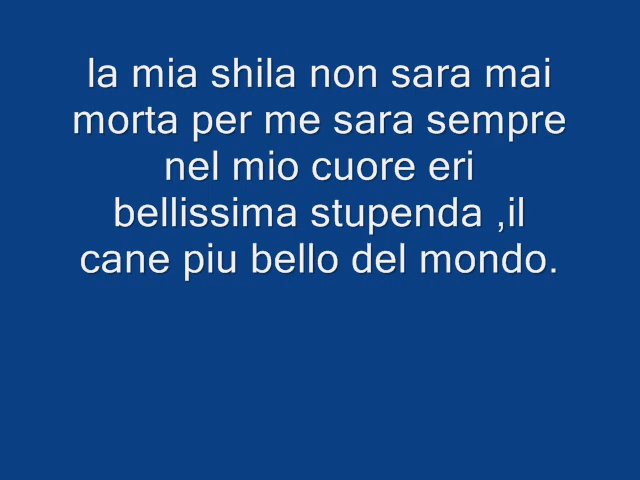 la mia shila non sara mai
morta per me sara sempre
nel mio cuore eri
bellissima stupenda ,il
cane piu bello del mondo.